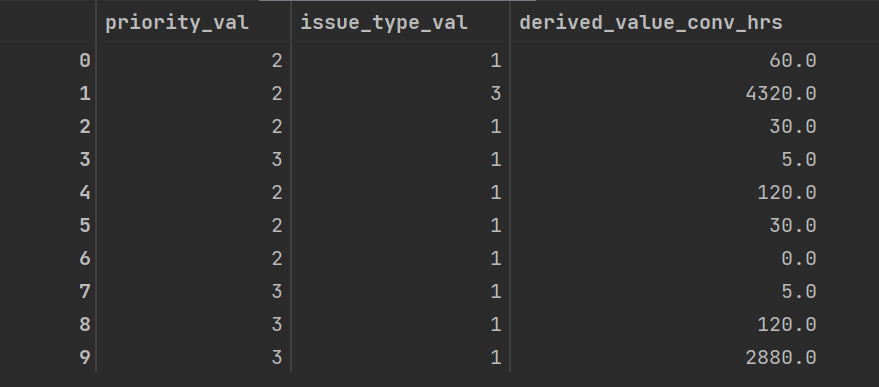 priority_val issue_type_val derived_value_conv_hrs
0 2 1 60.0
1 2 3 4320.0
2 2 1 30.0
3 3 1 5.0
4 2 1 120.0
5 2 1 30.0
6 2 1 0.0
7 3 1 5.0
8 3 1 120.0
9 3 1 2880.0